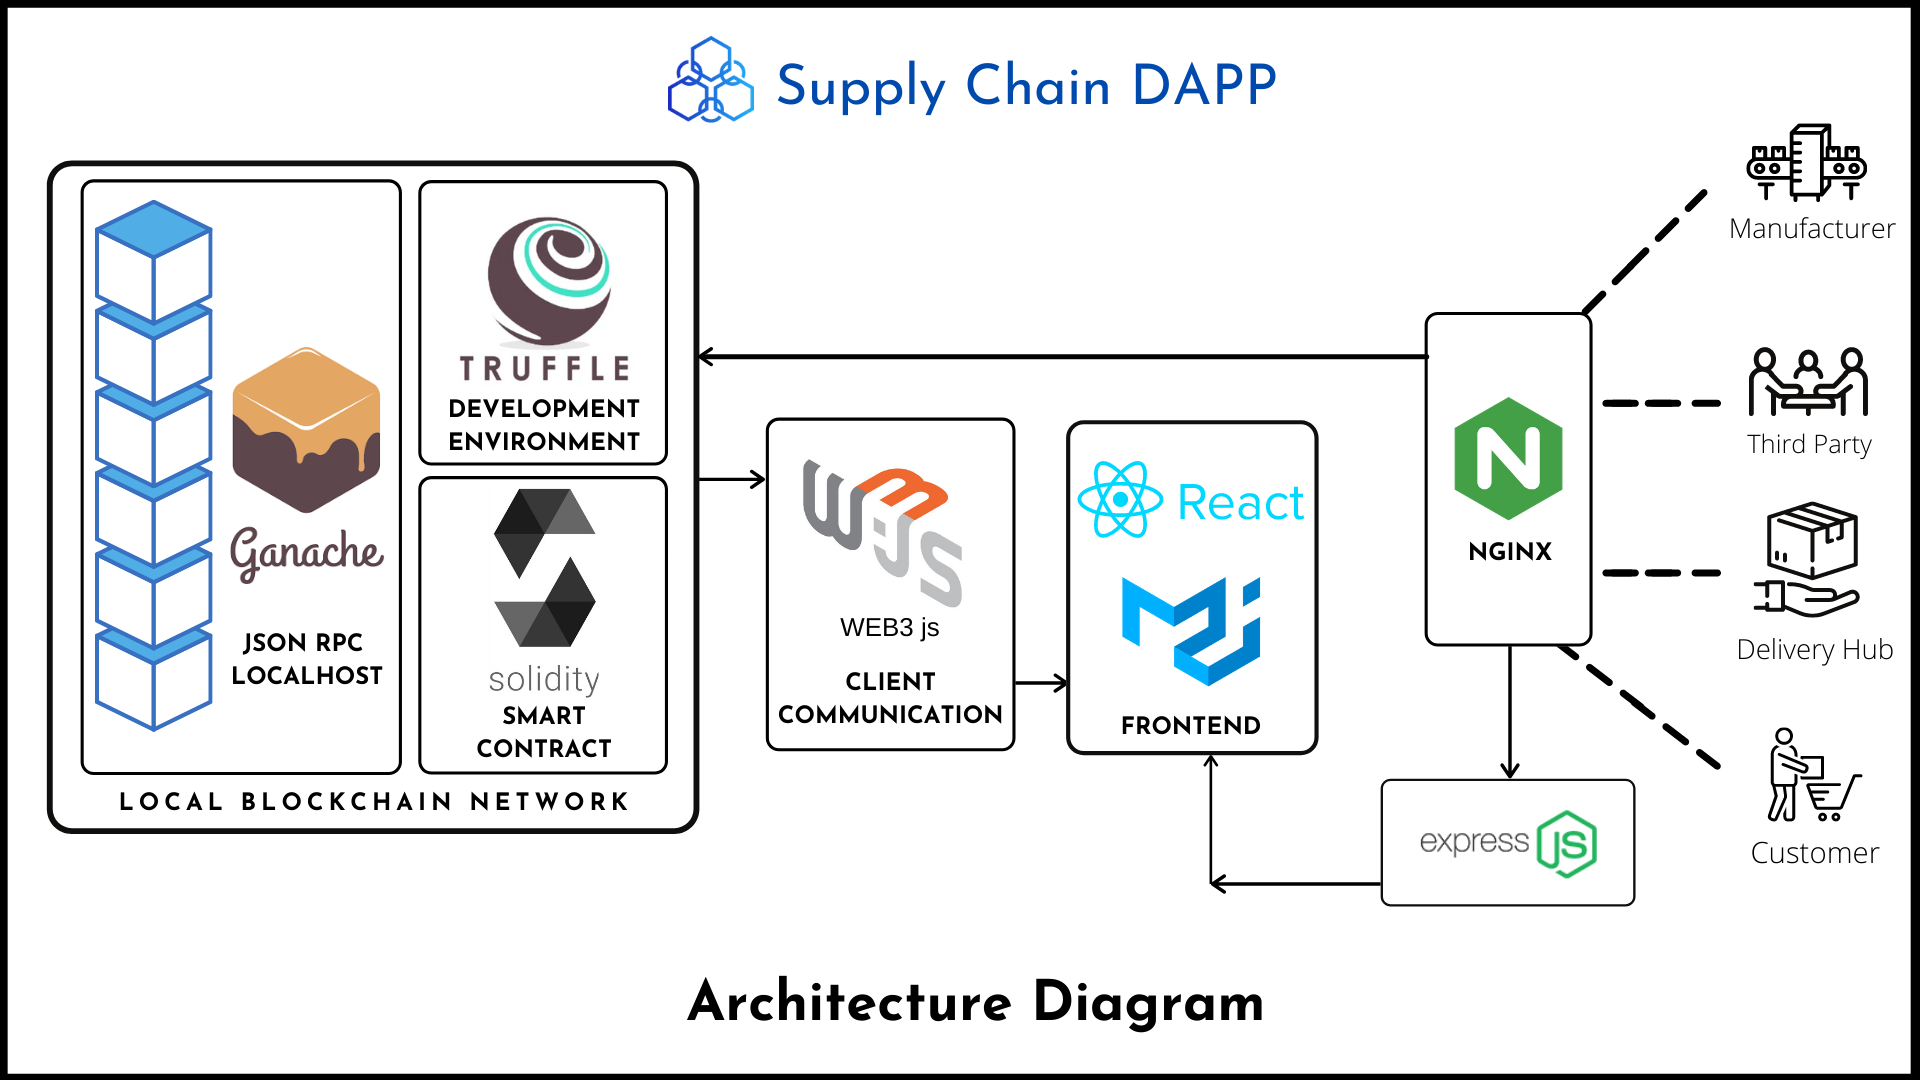 Supply Chain DAPP
Ganache
JSON RPC
LOCALHOST
TRUFFLE
DEVELOPMENT
ENVIRONMENT
solidity
SMART
CONTRACT
LOCAL BLOCKCHAIN NETWORK
W3JS
WEB3 js
CLIENT
COMMUNICATION
React
FRONTEND
N
NGINX
express JS
Manufacturer
Third Party
Delivery Hub
Customer
Architecture Diagram